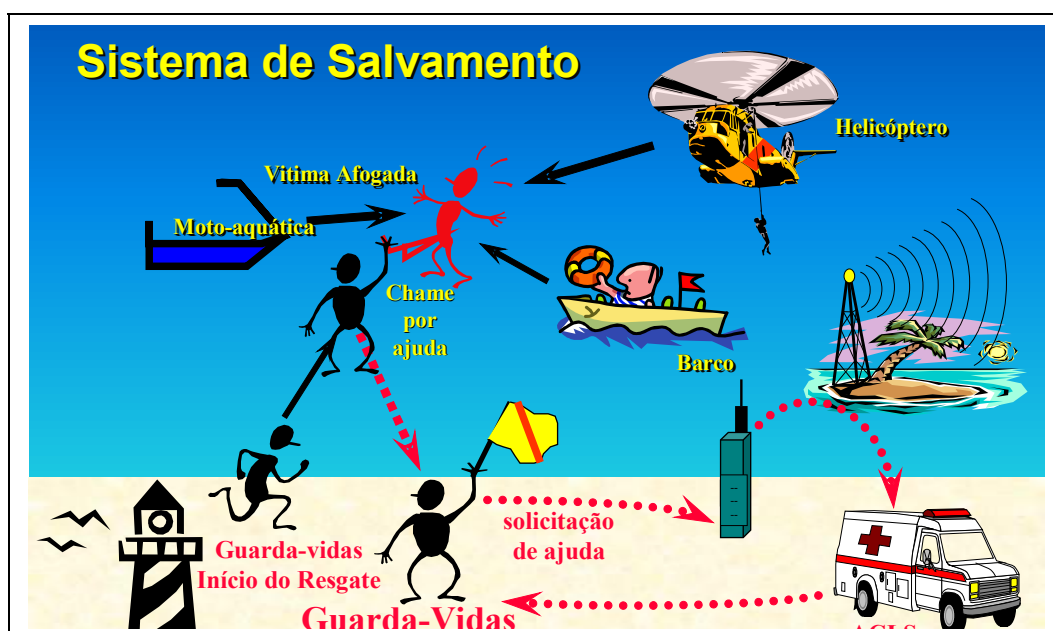 Sistema de Salvamento
Helicóptero
Vitima Afogada
Moto-aquática
Chame
por
ajuda
Barco
solicitação
de ajuda
Guarda-vidas
Início do Resgate
Guarda-Vidas
ACLS